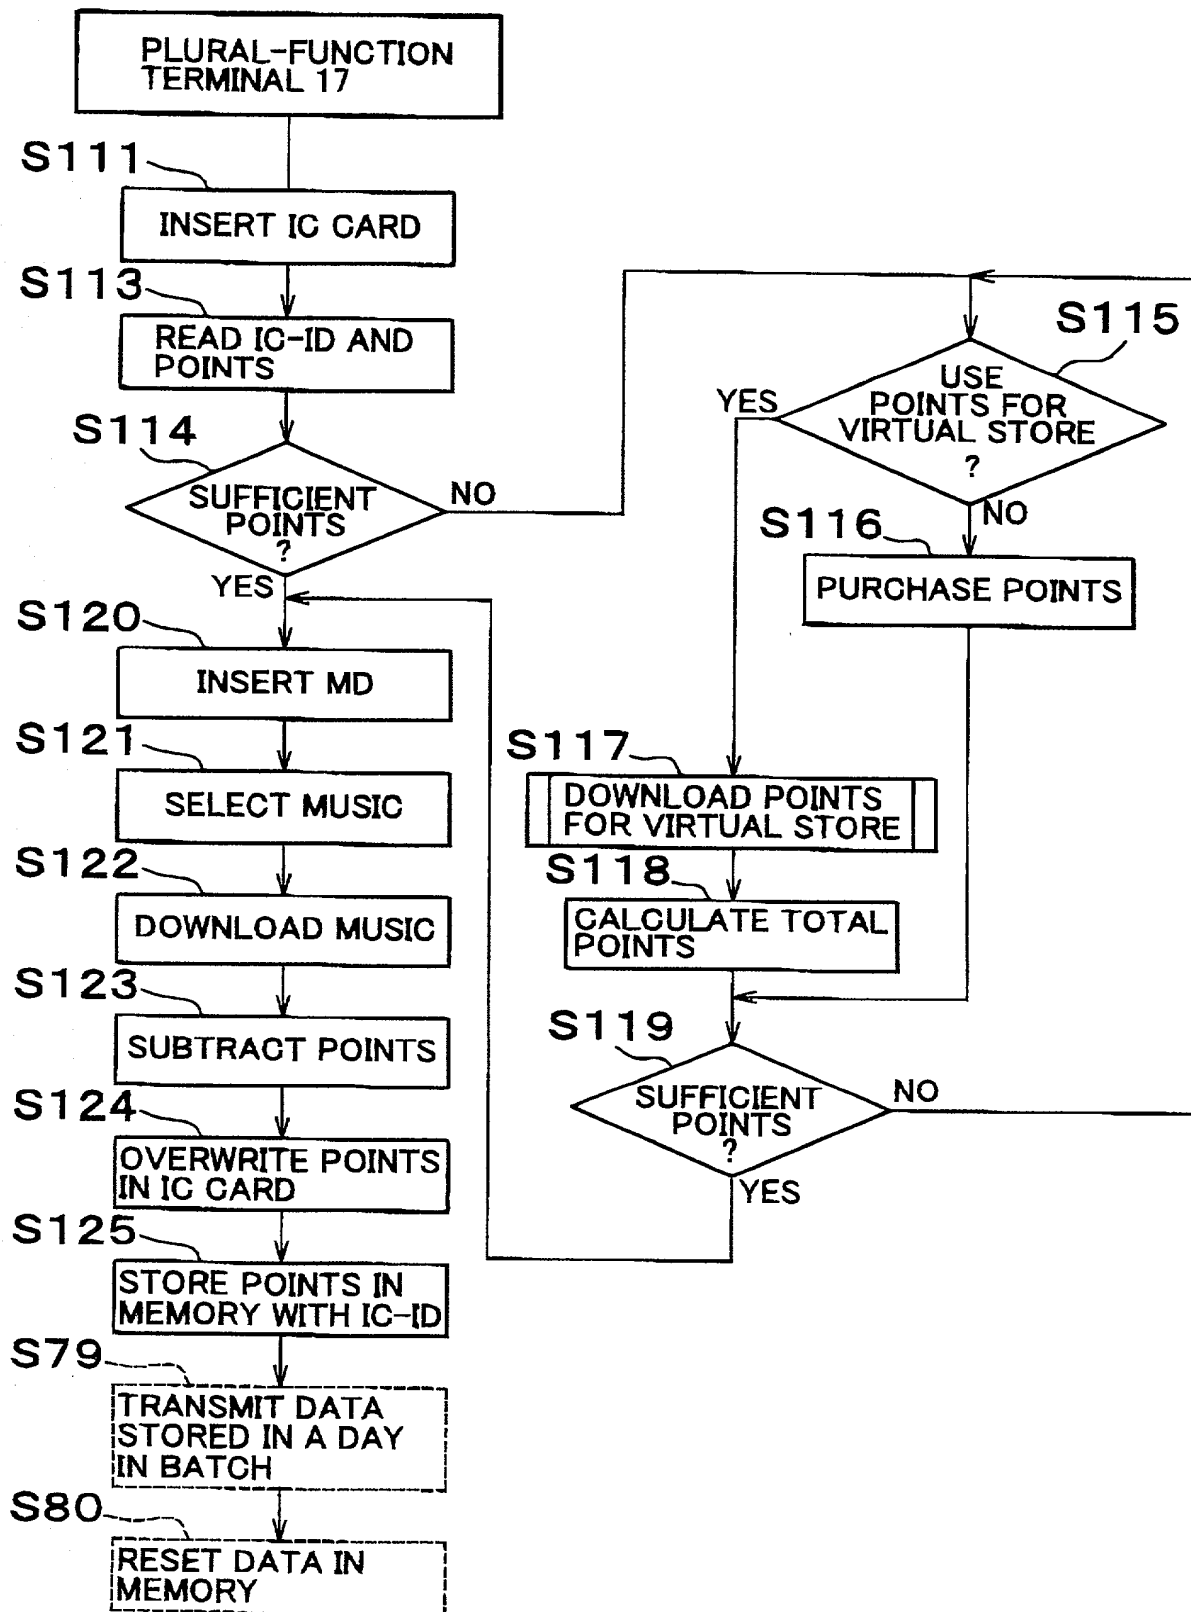 PLURAL-FUNCTION
TERMINAL 17
S111
INSERT IC CARD
S113
READ IC-ID AND
POINTS
S114
SUFFICIENT
POINTS
?
NO
YES
S115
USE
POINTS FOR
VIRTUAL STORE
?
YES
NO
S116
PURCHASE POINTS
S117
DOWNLOAD POINTS
FOR VIRTUAL STORE
S118
CALCULATE TOTAL
POINTS
S119
SUFFICIENT
POINTS
?
NO
YES
S120
INSERT MD
S121
SELECT MUSIC
S122
DOWNLOAD MUSIC
S123
SUBTRACT POINTS
S124
OVERWRITE POINTS
IN IC CARD
S125
STORE POINTS IN
MEMORY WITH IC-ID
S79
TRANSMIT DATA
STORED IN A DAY
IN BATCH
S80
RESET DATA IN
MEMORY